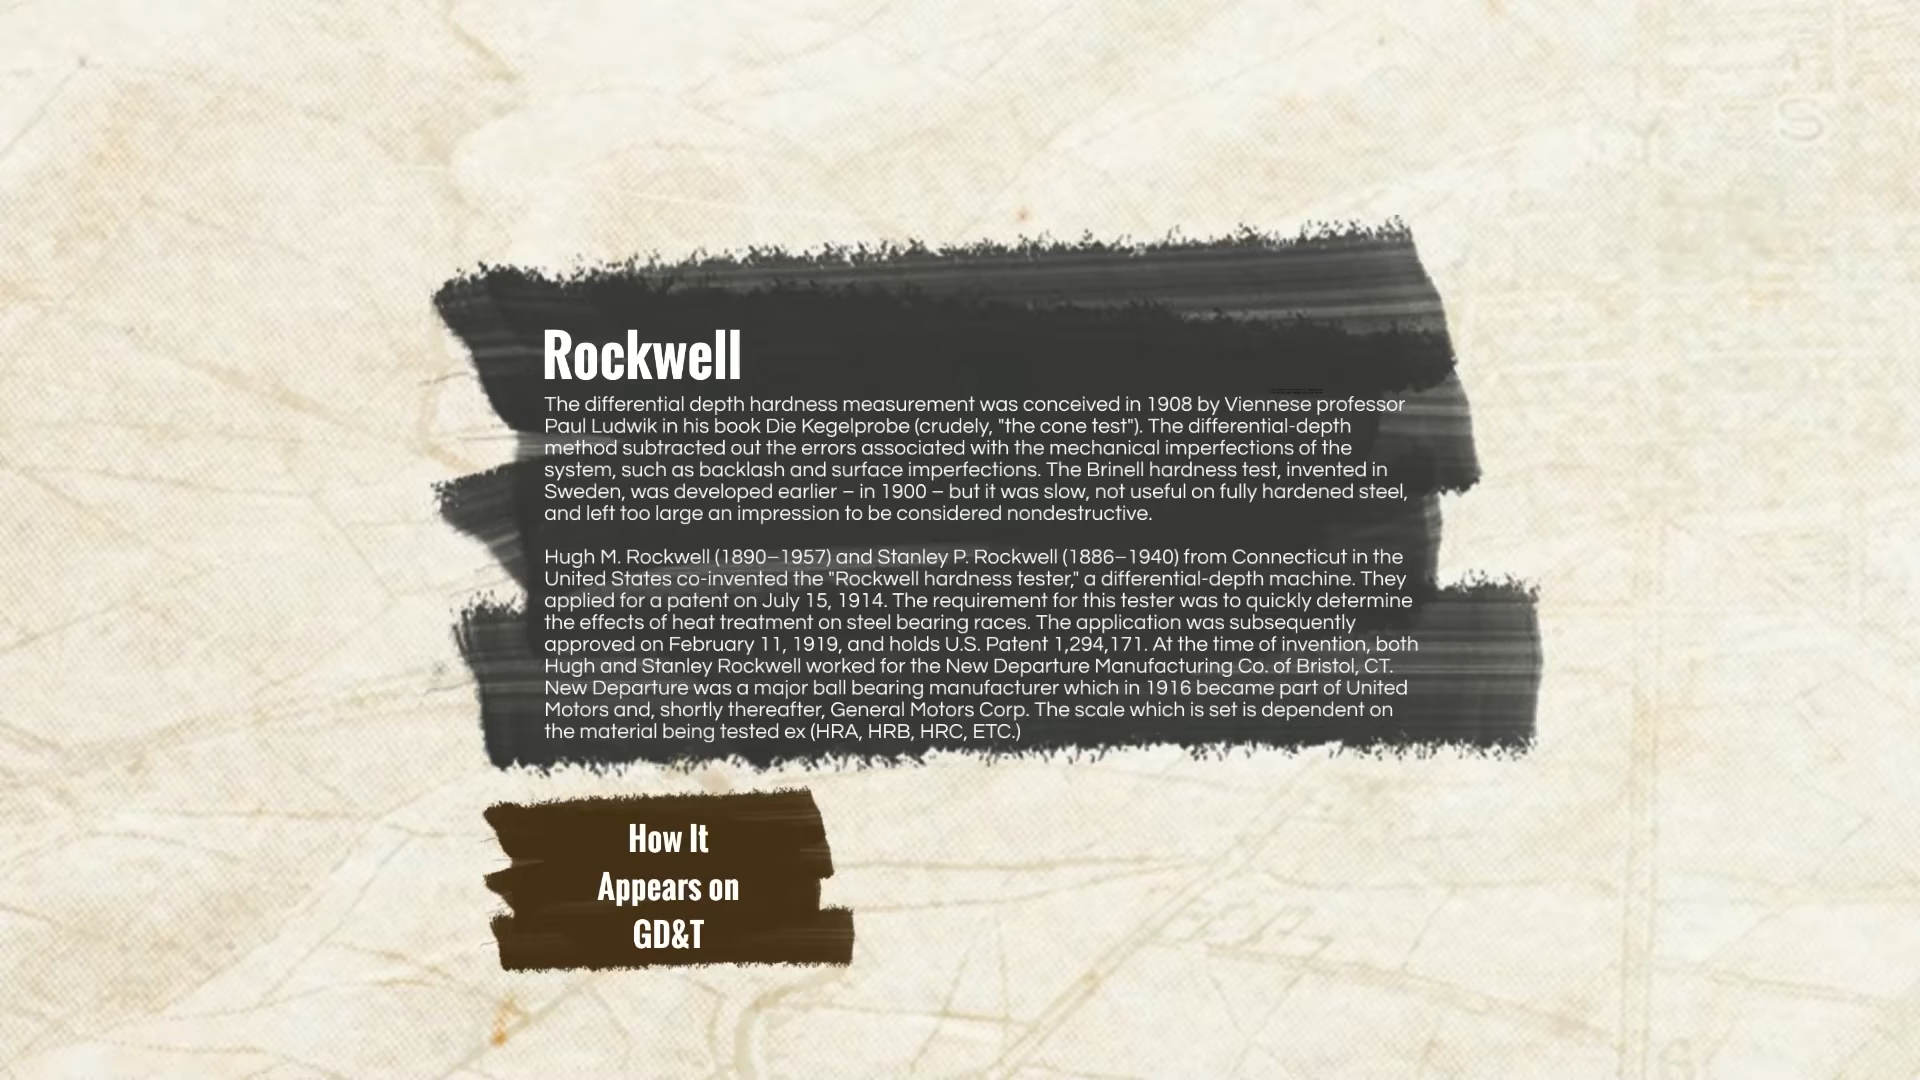 Rockwell
The differential depth hardness measurement was conceived in 1908 by Viennese professor
Paul Ludwik in his book Die Kegelprobe (crudely, "the cone test"). The differential-depth
method subtracted out the errors associated with the mechanical imperfections of the
system, such as backlash and surface imperfections. The Brinell hardness test, invented in
Sweden, was developed earlier – in 1900 – but it was slow, not useful on fully hardened steel,
and left too large an impression to be considered nondestructive.
Hugh M. Rockwell (1890–1957) and Stanley P. Rockwell (1886–1940) from Connecticut in the
United States co-invented the "Rockwell hardness tester," a differential-depth machine. They
applied for a patent on July 15, 1914. The requirement for this tester was to quickly determine
the effects of heat treatment on steel bearing races. The application was subsequently
approved on February 11, 1919, and holds U.S. Patent 1,294,171. At the time of invention, both
Hugh and Stanley Rockwell worked for the New Departure Manufacturing Co. of Bristol, CT.
New Departure was a major ball bearing manufacturer which in 1916 became part of United
Motors and, shortly thereafter, General Motors Corp. The scale which is set is dependent on
the material being tested ex (HRA, HRB, HRC, ETC.)
How It
Appears on
GD&T